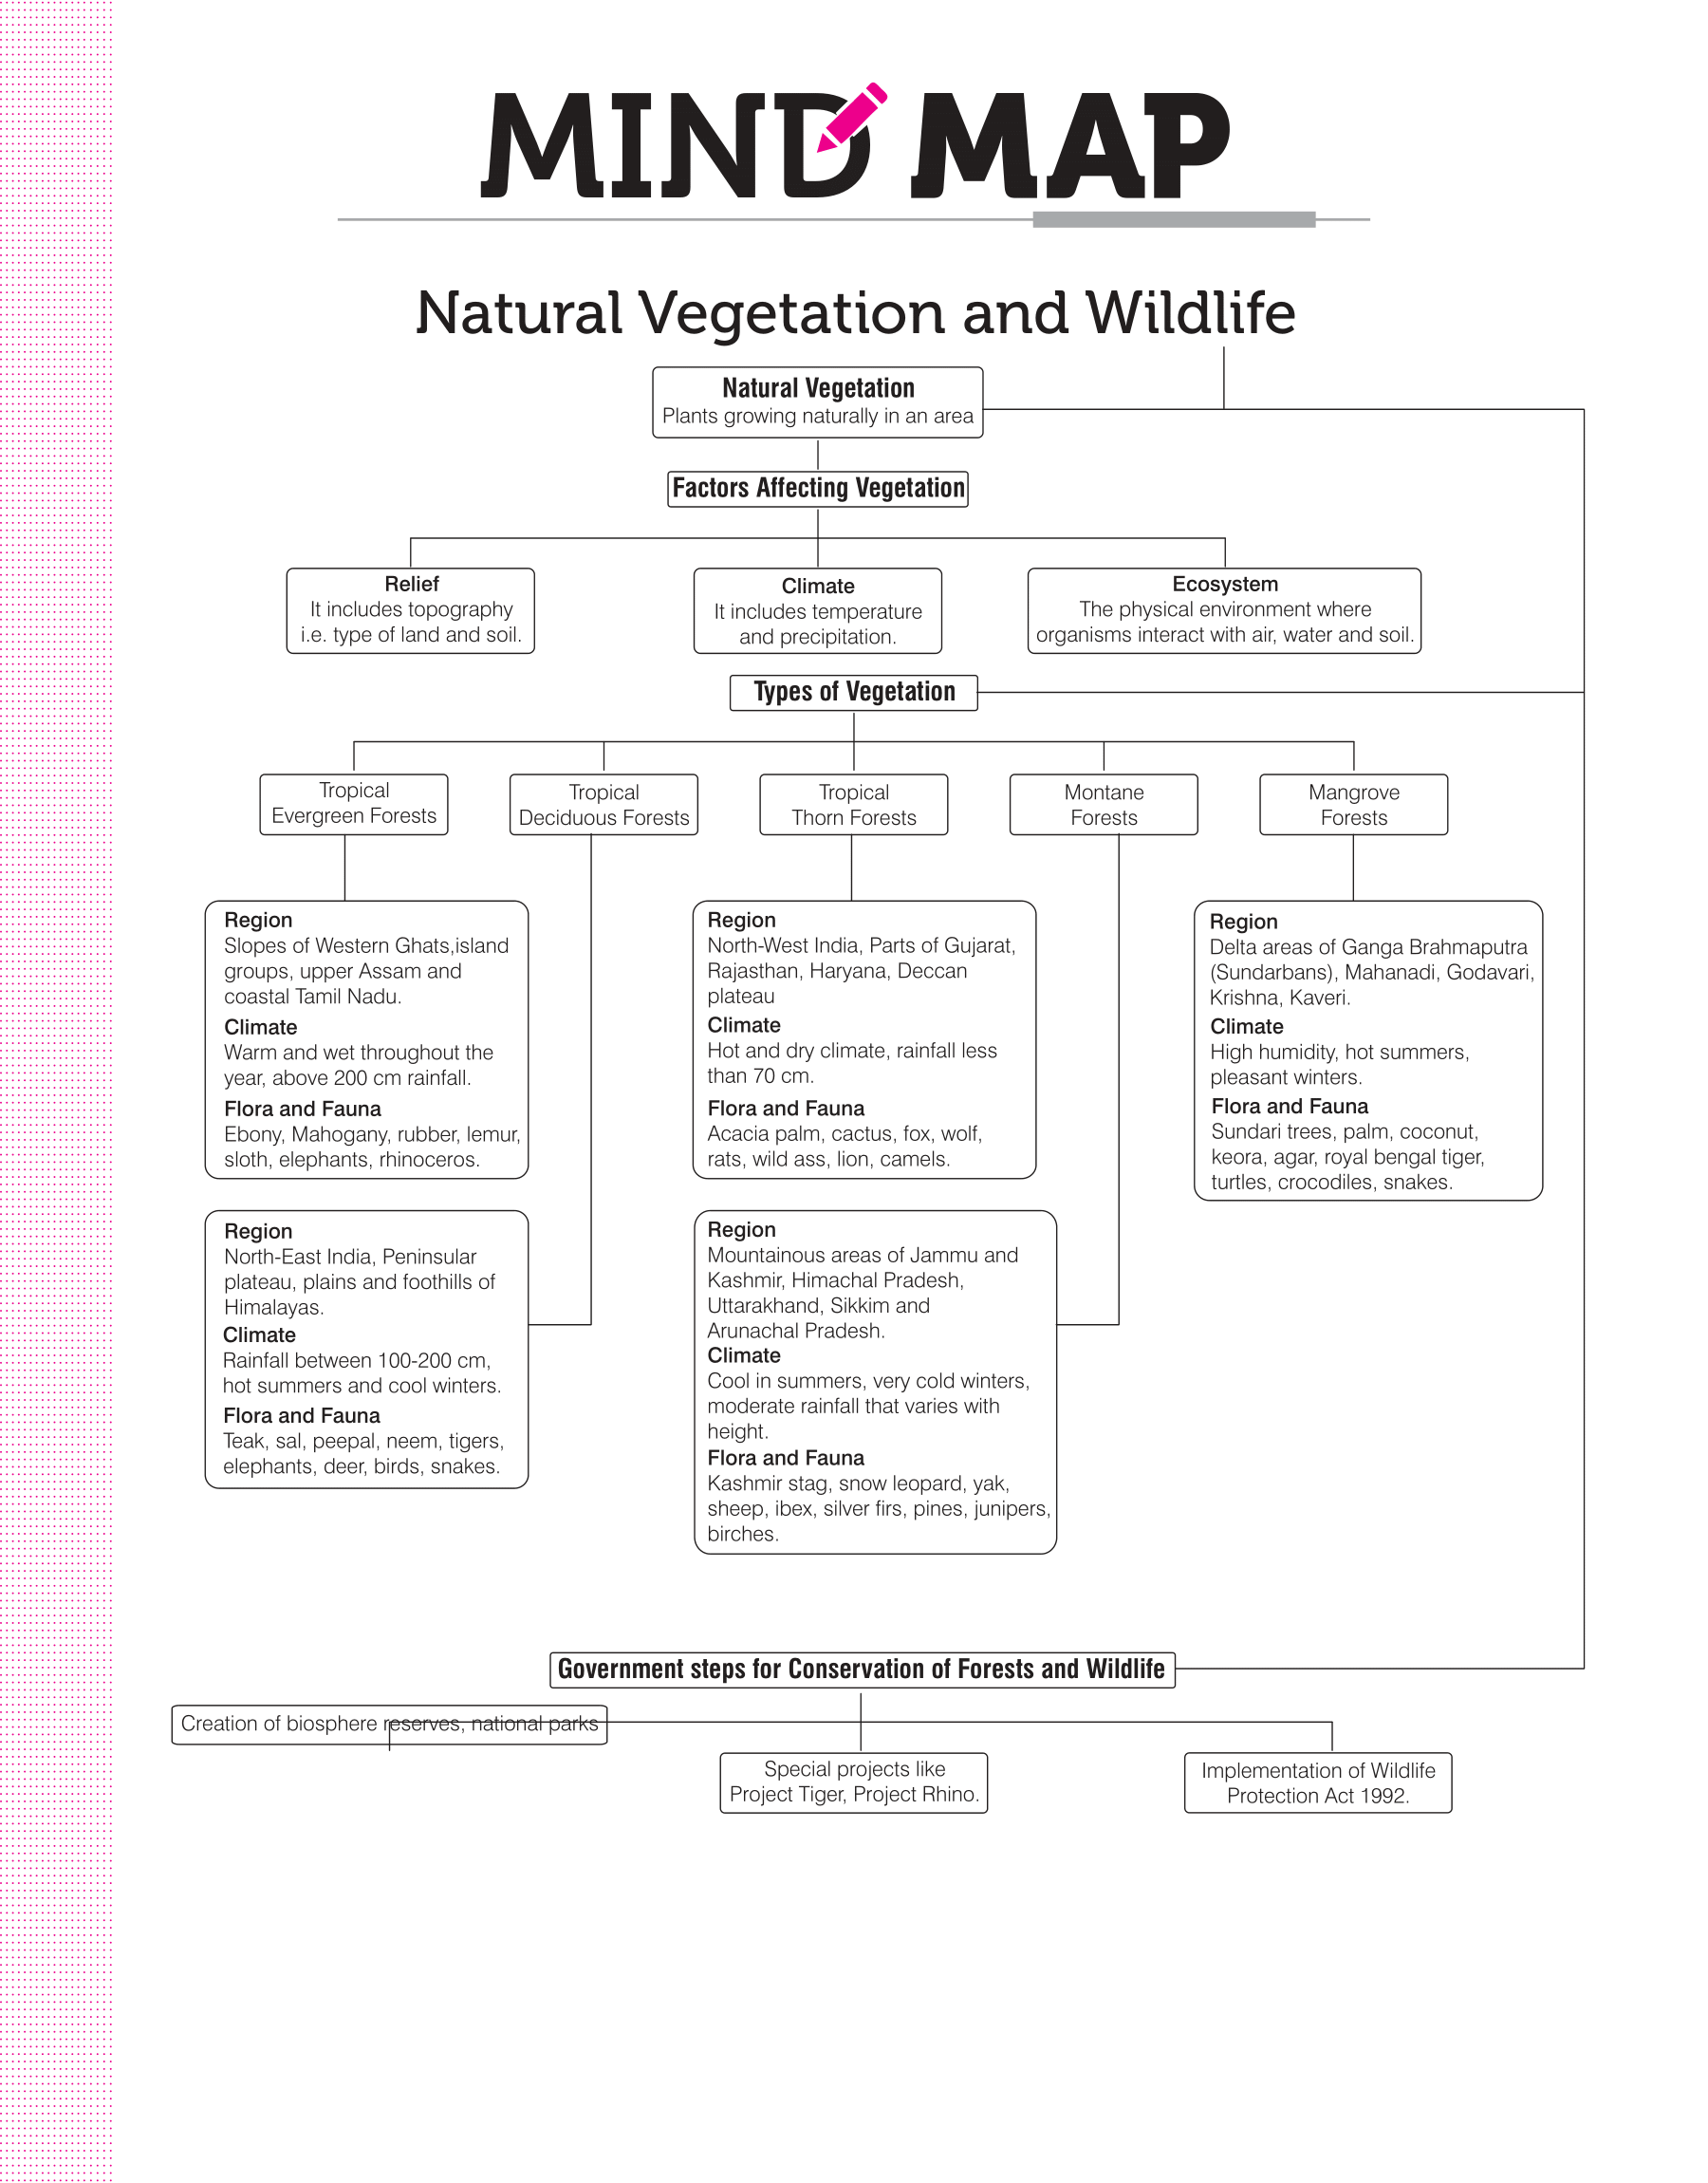 MIND MAP
Natural Vegetation and Wildlife
Natural Vegetation
Plants growing naturally in an area
Factors Affecting Vegetation
Relief
It includes topography
i.e. type of land and soil.
Climate
It includes temperature
and precipitation.
Ecosystem
The physical environment where
organisms interact with air, water and soil.
Types of Vegetation
Tropical
Evergreen Forests
Tropical
Deciduous Forests
Tropical
Thorn Forests
Montane
Forests
Mangrove
Forests
Region
Slopes of Western Ghats,island
groups, upper Assam and
coastal Tamil Nadu.
Climate
Warm and wet throughout the
year, above 200 cm rainfall.
Flora and Fauna
Ebony, Mahogany, rubber, lemur,
sloth, elephants, rhinoceros.
Region
North-West India, Parts of Gujarat,
Rajasthan, Haryana, Deccan
plateau
Climate
Hot and dry climate, rainfall less
than 70 cm.
Flora and Fauna
Acacia palm, cactus, fox, wolf,
rats, wild ass, lion, camels.
Region
Delta areas of Ganga Brahmaputra
(Sundarbans), Mahanadi, Godavari,
Krishna, Kaveri.
Climate
High humidity, hot summers,
pleasant winters.
Flora and Fauna
Sundari trees, palm, coconut,
keora, agar, royal bengal tiger,
turtles, crocodiles, snakes.
Region
North-East India, Peninsular
plateau, plains and foothills of
Himalayas.
Climate
Rainfall between 100-200 cm,
hot summers and cool winters.
Flora and Fauna
Teak, sal, peepal, neem, tigers,
elephants, deer, birds, snakes.
Region
Mountainous areas of Jammu and
Kashmir, Himachal Pradesh,
Uttarakhand, Sikkim and
Arunachal Pradesh.
Climate
Cool in summers, very cold winters,
moderate rainfall that varies with
height.
Flora and Fauna
Kashmir stag, snow leopard, yak,
sheep, ibex, silver firs, pines, junipers,
birches.
Government steps for Conservation of Forests and Wildlife
Creation of biosphere reserves, national parks
Special projects like
Project Tiger, Project Rhino.
Implementation of Wildlife
Protection Act 1992.